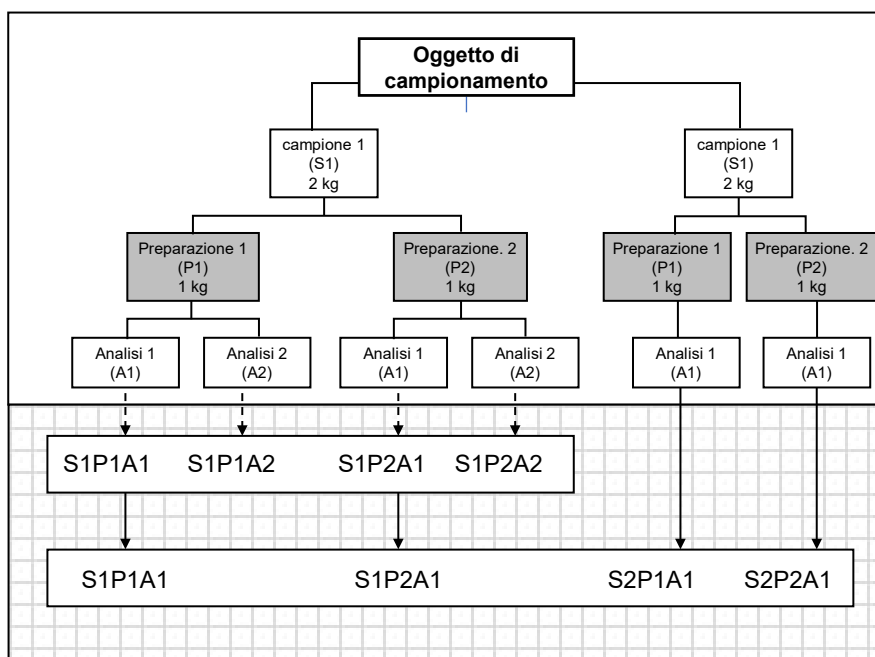 Oggetto di
campionamento
campione 1
(S1)
2 kg
campione 1
(S1)
2 kg
Preparazione 1
(P1)
1 kg
Preparazione. 2
(P2)
1 kg
Preparazione 1
(P1)
1 kg
Preparazione. 2
(P2)
1 kg
Analisi 1
(A1)
Analisi 2
(A2)
Analisi 1
(A1)
Analisi 2
(A2)
Analisi 1
(A1)
Analisi 1
(A1)
S1P1A1 S1P1A2 S1P2A1 S1P2A2
S1P1A1 S1P2A1 S2P1A1 S2P2A1